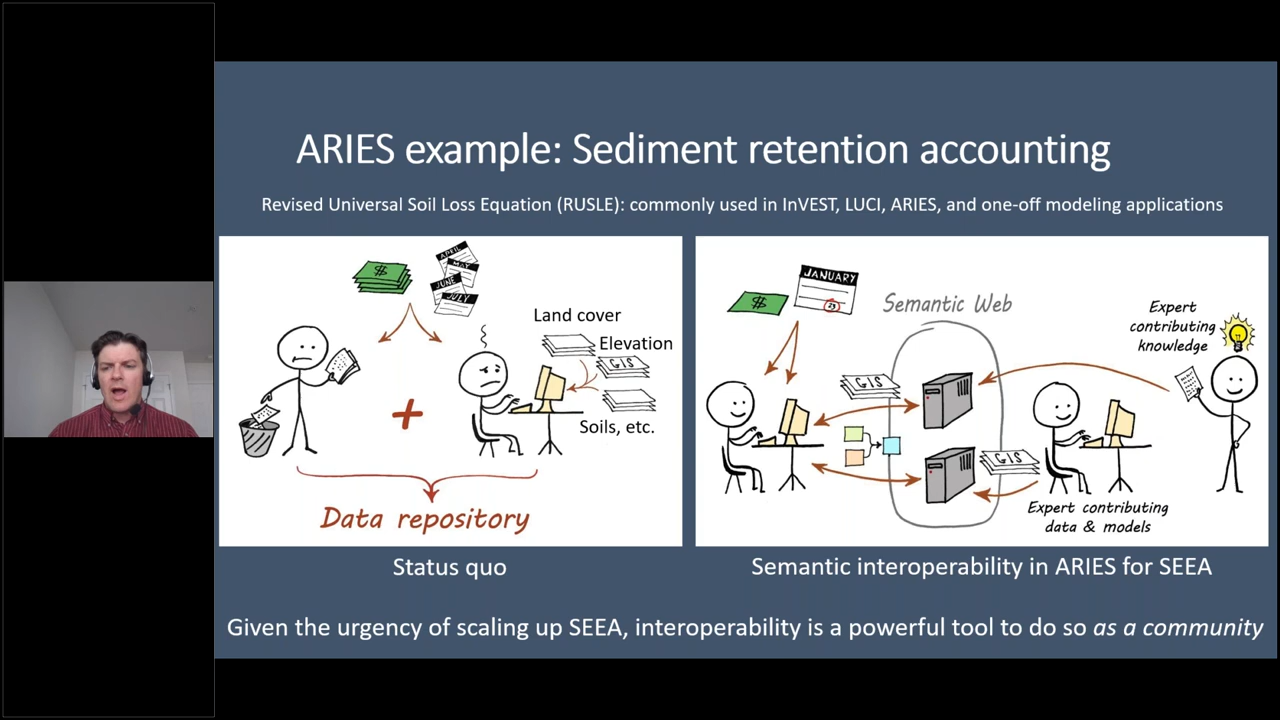 ARIES example: Sediment retention accounting
Revised Universal Soil Loss Equation (RUSLE): commonly used in InVEST, LUCI, ARIES, and one-off modeling applications
$
APRIL
MAY
JUNE
JULY
Land cover
Elevation
GIS
Soils, etc.
+
Data repository
Status quo
$
JANUARY
23
Semantic Web
Expert
contributing
knowledge
GIS
GIS
Expert contributing
data & models
Semantic interoperability in ARIES for SEEA
Given the urgency of scaling up SEEA, interoperability is a powerful tool to do so as a community